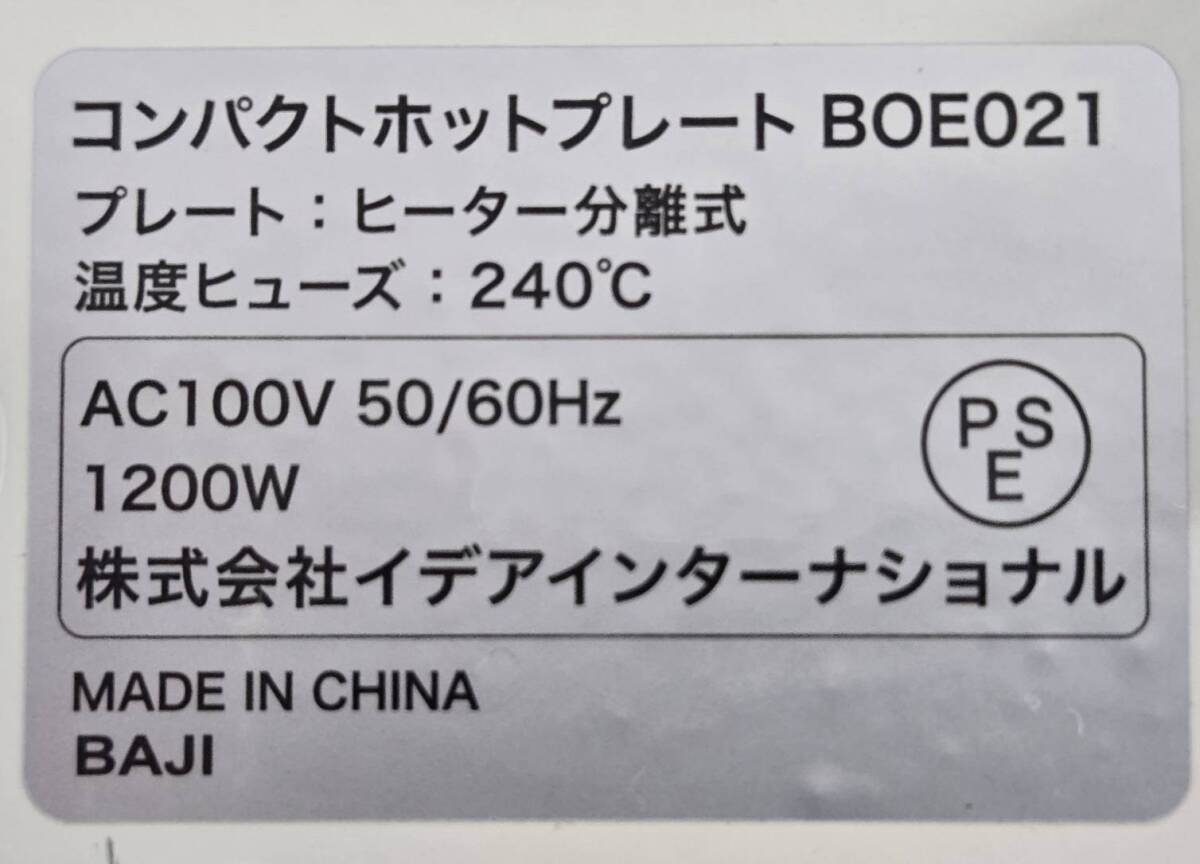 コンパクトホットプレート BOE021
プレート：ヒーター分離式
温度ヒューズ：240℃
AC100V 50/60Hz
PSE
1200W
株式会社イデアインターナショナル
MADE IN CHINA
BAJI